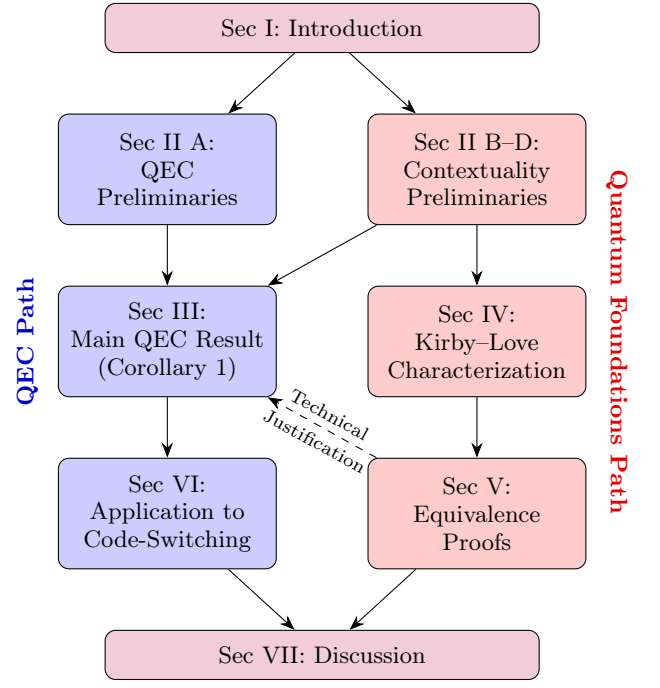 Sec I: Introduction
Sec II A:
QEC
Preliminaries
Sec II B–D:
Contextuality
Preliminaries
QEC Path
Sec III:
Main QEC Result
(Corollary 1)
Sec IV:
Kirby–Love
Characterization
Quantum Foundations Path
Technical
Justification
Sec VI:
Application to
Code-Switching
Sec V:
Equivalence
Proofs
Sec VII: Discussion